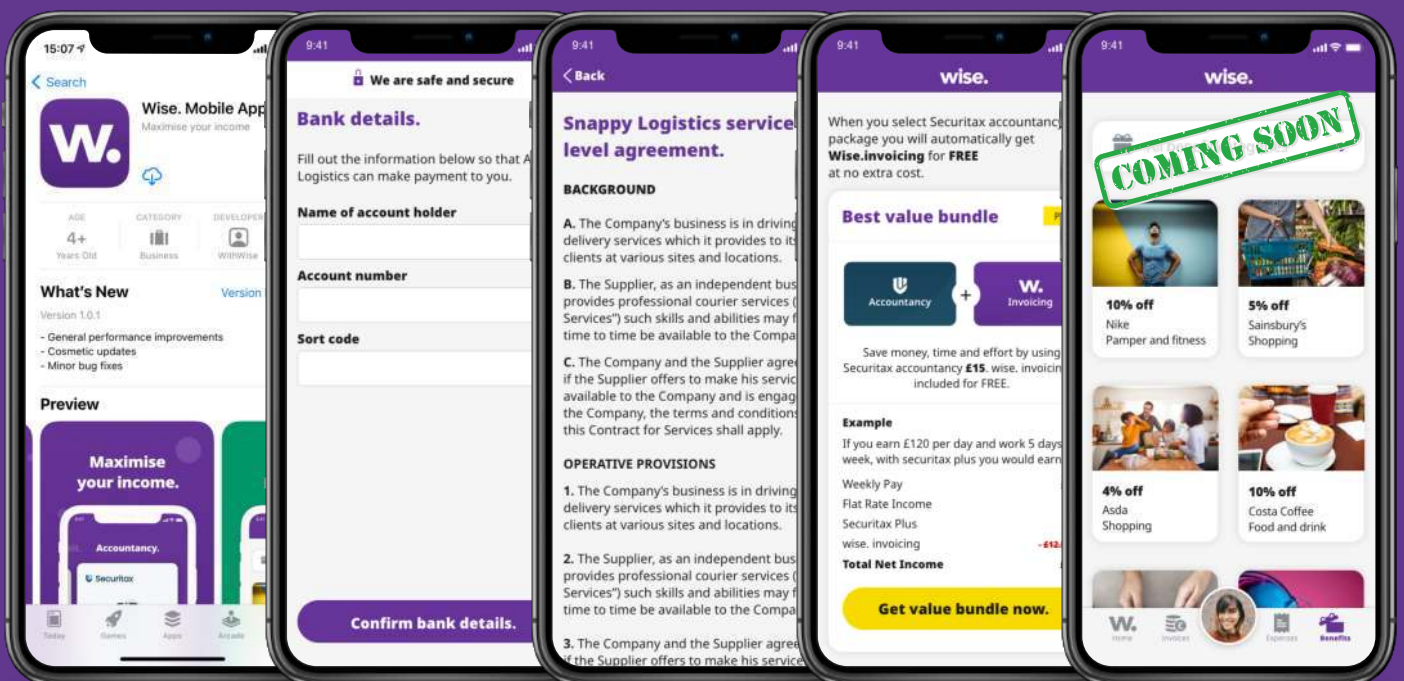 15:07
Search
W.
Wise. Mobile App
Maximise your income
AGE
4+
Years Old
CATEGORY
Business
DEVELOPER
WithWise
What's New
Version
Version 1.0.1
- General performance improvements
- Cosmetic updates
- Minor bug fixes
Preview
Maximise
your income.
Accountancy.
Securitax
Today
Games
Apps
Arcade
9:41
We are safe and secure
Bank details.
Fill out the information below so that A
Logistics can make payment to you.
Name of account holder
Account number
Sort code
Confirm bank details.
9:41
Back
Snappy Logistics service
level agreement.
BACKGROUND
A. The Company's business is in driving
delivery services which it provides to its
clients at various sites and locations.
B. The Supplier, as an independent bus
provides professional courier services (
Services") such skills and abilities may f
time to time be available to the Compa
C. The Company and the Supplier agree
if the Supplier offers to make his servic
available to the Company and is engag
the Company, the terms and conditions
this Contract for Services shall apply.
OPERATIVE PROVISIONS
1. The Company's business is in driving
delivery services which it provides to its
clients at various sites and locations.
2. The Supplier, as an independent bus
provides professional courier services (
Services") such skills and abilities may f
time to time be available to the Compa
3. The Company and the Supplier agree
if the Supplier offers to make his service
9:41
wise.
When you select Securitax accountancy
package you will automatically get
Wise.invoicing for FREE
at no extra cost.
Best value bundle
Accountancy
+
W.
Invoicing
Save money, time and effort by using
Securitax accountancy £15. wise. invoicin
included for FREE.
Example
If you earn £120 per day and work 5 days
week, with securitax plus you would earn
Weekly Pay
Flat Rate Income
Securitax Plus
wise. invoicing
- £12.
Total Net Income
Get value bundle now.
9:41
wise.
COMING SOON
10% off
Nike
Pamper and fitness
5% off
Sainsbury's
Shopping
4% off
Asda
Shopping
10% off
Costa Coffee
Food and drink
W.
Home
Invoices
Expenses
Benefits